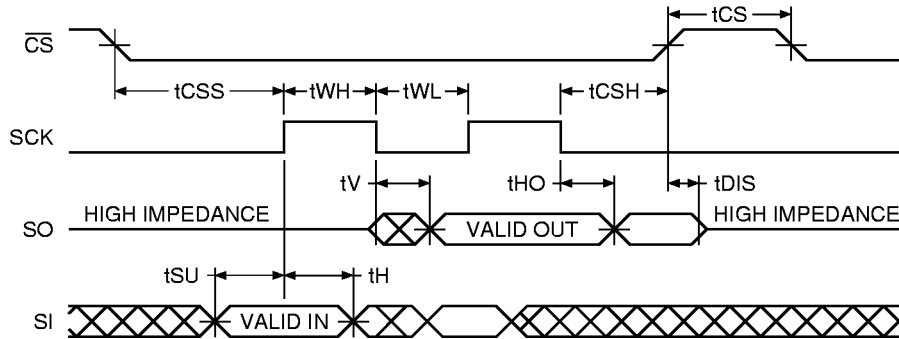 CS tCS
tCSS tWH tWL tCSH
SCK
tV tHO tDIS
HIGH IMPEDANCE HIGH IMPEDANCE
SO VALID OUT
tSU tH
SI VALID IN